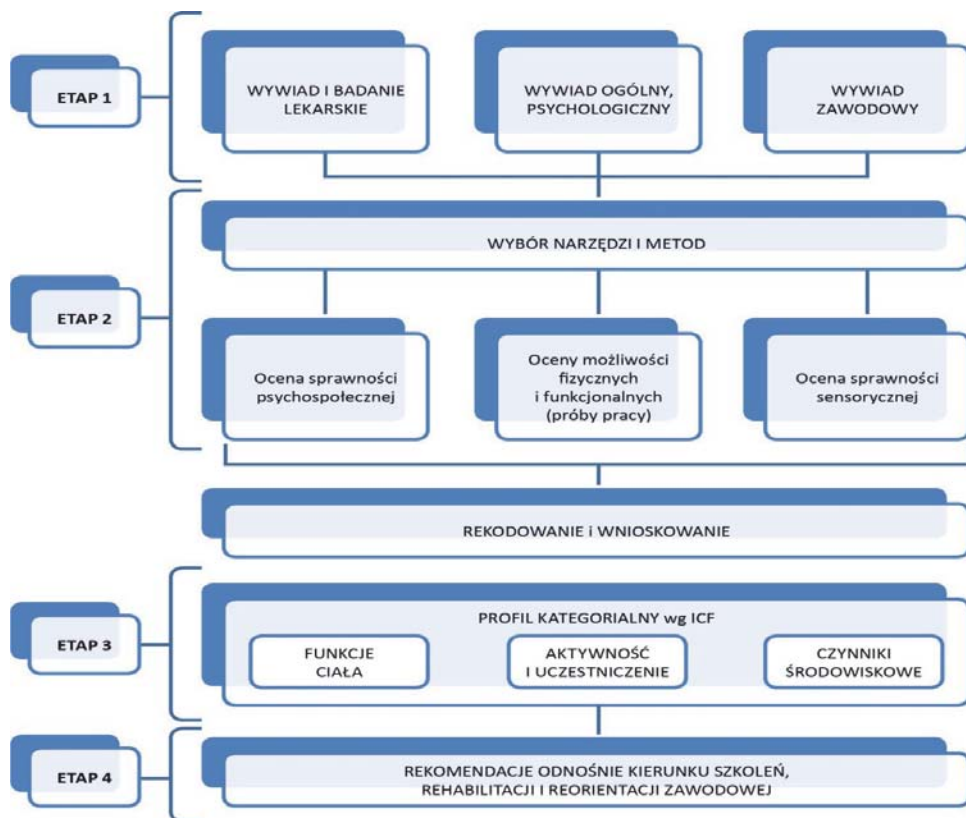 ETAP 1
WYWIAD I BADANIE
LEKARSKIE
WYWIAD OGÓLNY,
PSYCHOLOGICZNY
WYWIAD
ZAWODOWY
ETAP 2
WYBÓR NARZĘDZI I METOD
Ocena sprawności
psychospołecznej
Oceny możliwości
fizycznych
i funkcjonalnych
(próby pracy)
Ocena sprawności
sensorycznej
REKODOWANIE i WNIOSKOWANIE
ETAP 3
PROFIL KATEGORIALNY wg ICF
FUNKCJE
CIAŁA
AKTYWNOŚĆ
I UCZESTNICZENIE
CZYNNIKI
ŚRODOWISKOWE
ETAP 4
REKOMENDACJE ODNOŚNIE KIERUNKU SZKOLEŃ,
REHABILITACJI I REORIENTACJI ZAWODOWEJ